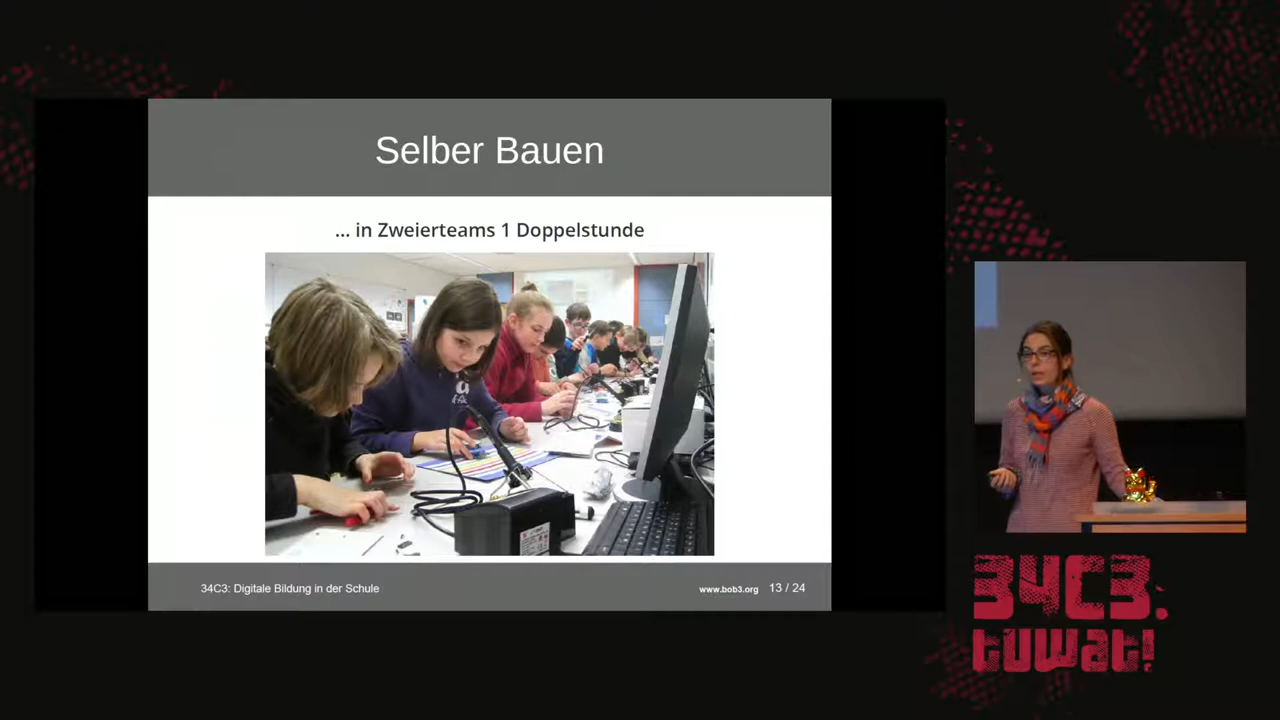 Selber Bauen
... in Zweierteams 1 Doppelstunde
34C3: Digitale Bildung in der Schule
www.bob3.org
13 / 24
34C3.
tuwat!